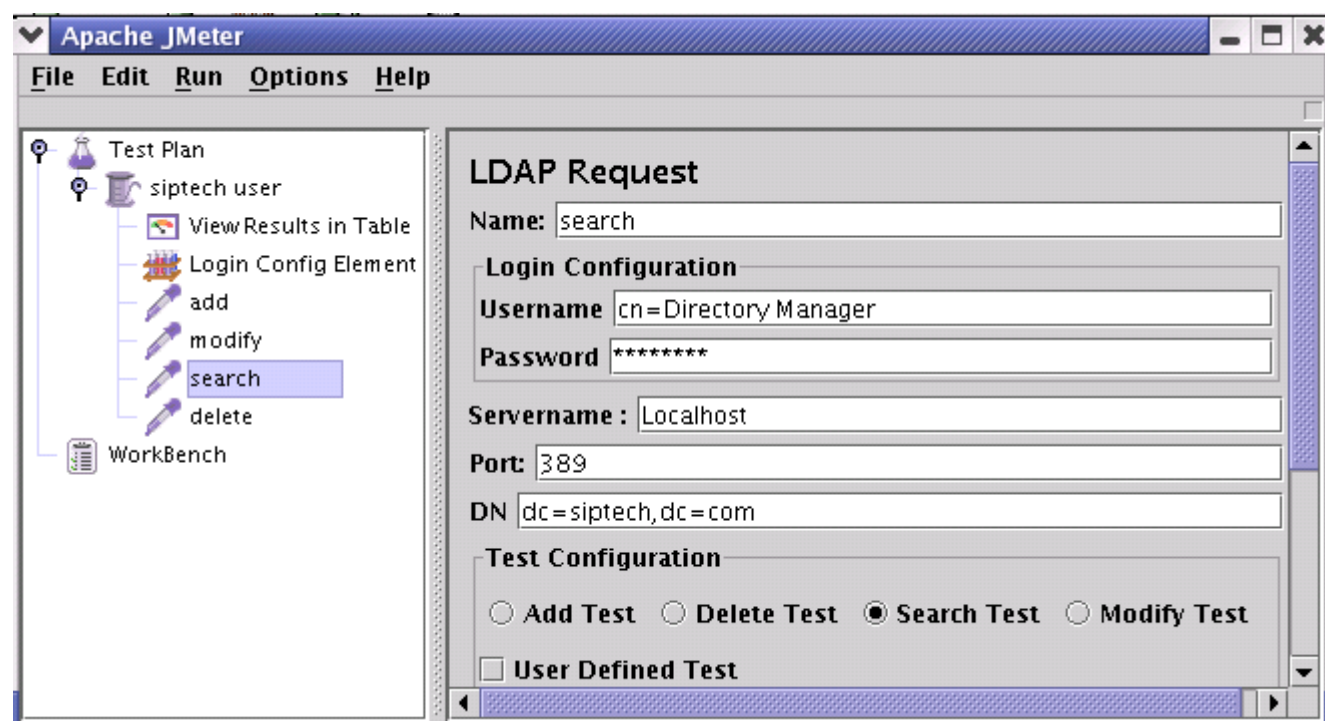 Apache JMeter
File Edit Run Options Help
Test Plan
siptech user
View Results in Table
Login Config Element
add
modify
search
delete
WorkBench
LDAP Request
Name: search
Login Configuration
Username cn=Directory Manager
Password ********
Servername : Localhost
Port: 389
DN dc=siptech,dc=com
Test Configuration
Add Test Delete Test Search Test Modify Test
User Defined Test